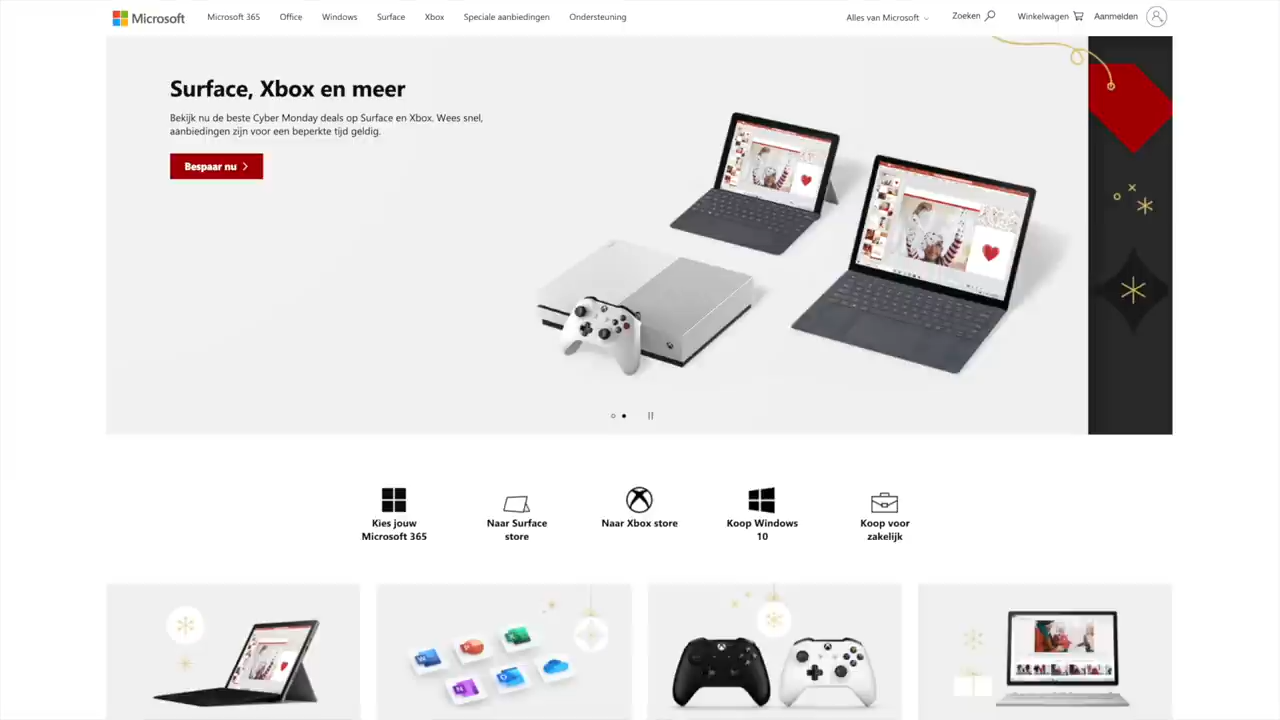 Microsoft
Microsoft 365
Office
Windows
Surface
Xbox
Speciale aanbiedingen
Ondersteuning
Alles van Microsoft
Zoeken
Winkelwagen
Aanmelden
Surface, Xbox en meer
Bekijk nu de beste Cyber Monday deals op Surface en Xbox. Wees snel,
aanbiedingen zijn voor een beperkte tijd geldig.
Bespaar nu
Kies jouw
Microsoft 365
Naar Surface
store
Naar Xbox store
Koop Windows
10
Koop voor
zakelijk